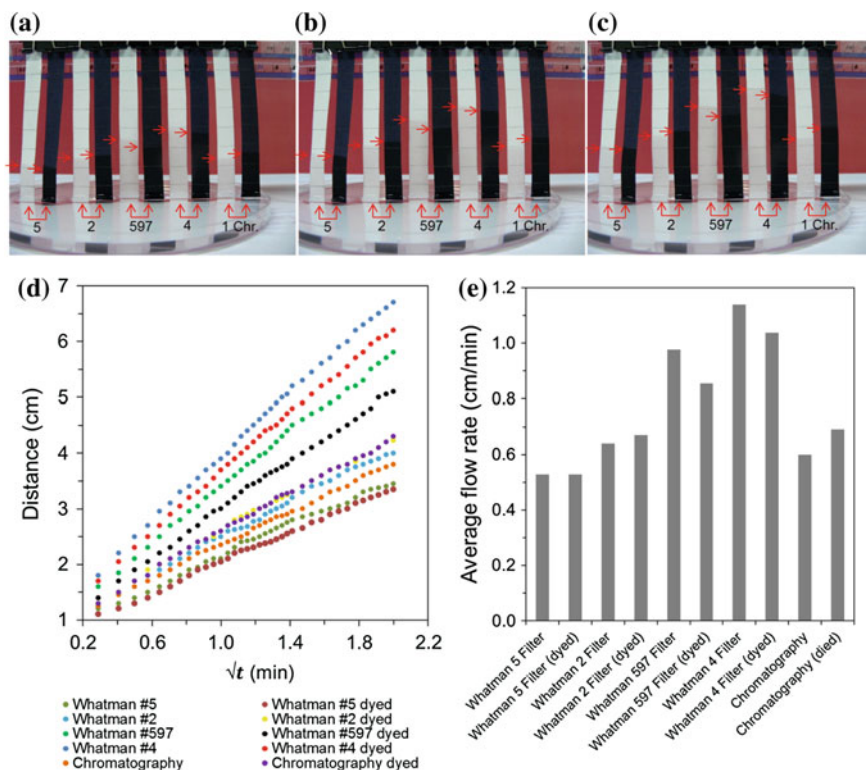 (a)
(b)
(c)
5 2 597 4 1 Chr.
5 2 597 4 1 Chr.
5 2 597 4 1 Chr.
(d)
7
6
5
4
3
2
1
Distance (cm)
0.2 0.6 1.0 1.4 1.8 2.2
√t (min)
Whatman #5
Whatman #2
Whatman #597
Whatman #4
Chromatography
Whatman #5 dyed
Whatman #2 dyed
Whatman #597 dyed
Whatman #4 dyed
Chromatography dyed
(e)
1.2
1.0
0.8
0.6
0.4
0.2
0.0
Average flow rate (cm/min)
Whatman 5 Filter
Whatman 5 Filter (dyed)
Whatman 2 Filter
Whatman 2 Filter (dyed)
Whatman 597 Filter
Whatman 597 Filter (dyed)
Whatman 4 Filter
Whatman 4 Filter (dyed)
Chromatography
Chromatography (died)